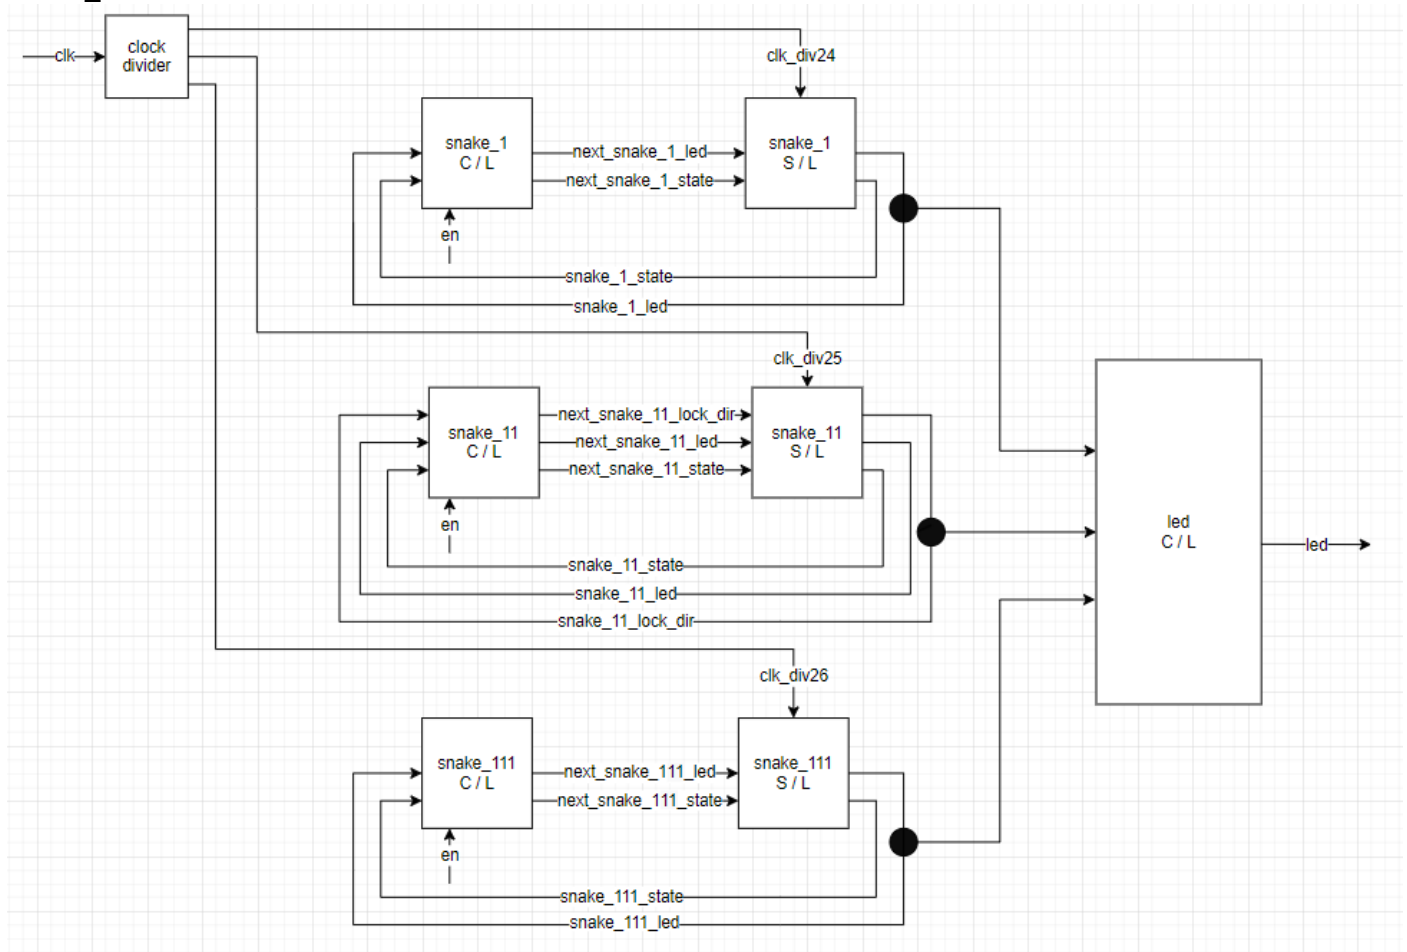 clk
clock
divider
clk_div24
snake_1
C / L
next_snake_1_led
next_snake_1_state
snake_1
S / L
en
snake_1_state
snake_1_led
clk_div25
snake_11
C / L
next_snake_11_lock_dir
next_snake_11_led
next_snake_11_state
snake_11
S / L
en
snake_11_state
snake_11_led
snake_11_lock_dir
led
C / L
led
clk_div26
snake_111
C / L
next_snake_111_led
next_snake_111_state
snake_111
S / L
en
snake_111_state
snake_111_led